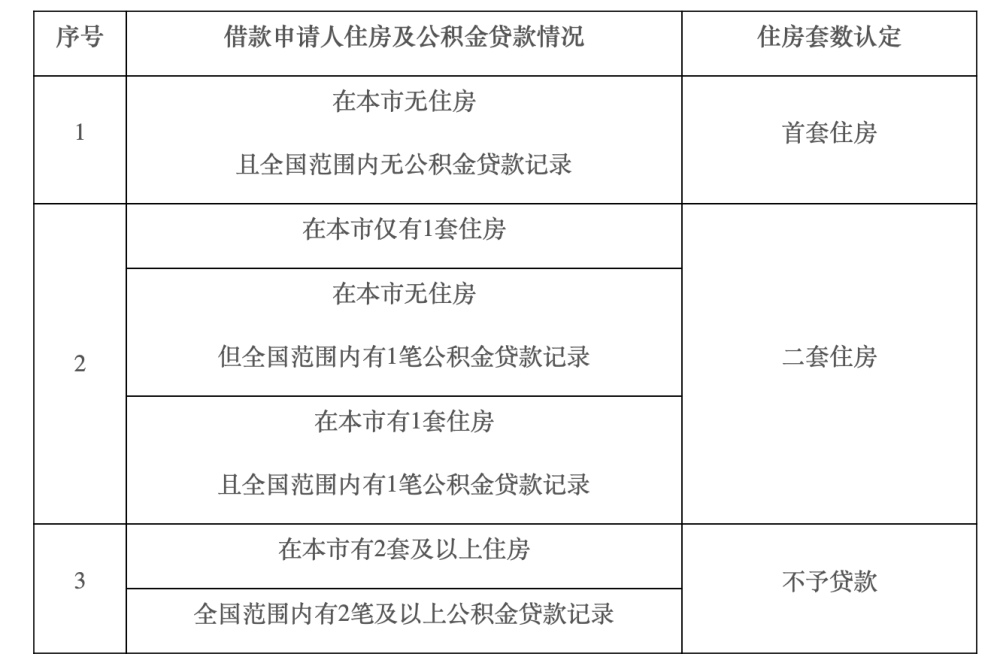 序号 借款申请人住房及公积金贷款情况 住房套数认定
1 在本市无住房
且全国范围内无公积金贷款记录 首套住房
2 在本市仅有1套住房
在本市无住房
但全国范围内有1笔公积金贷款记录 二套住房
在本市有1套住房
且全国范围内有1笔公积金贷款记录
3 在本市有2套及以上住房 不予贷款
全国范围内有2笔及以上公积金贷款记录